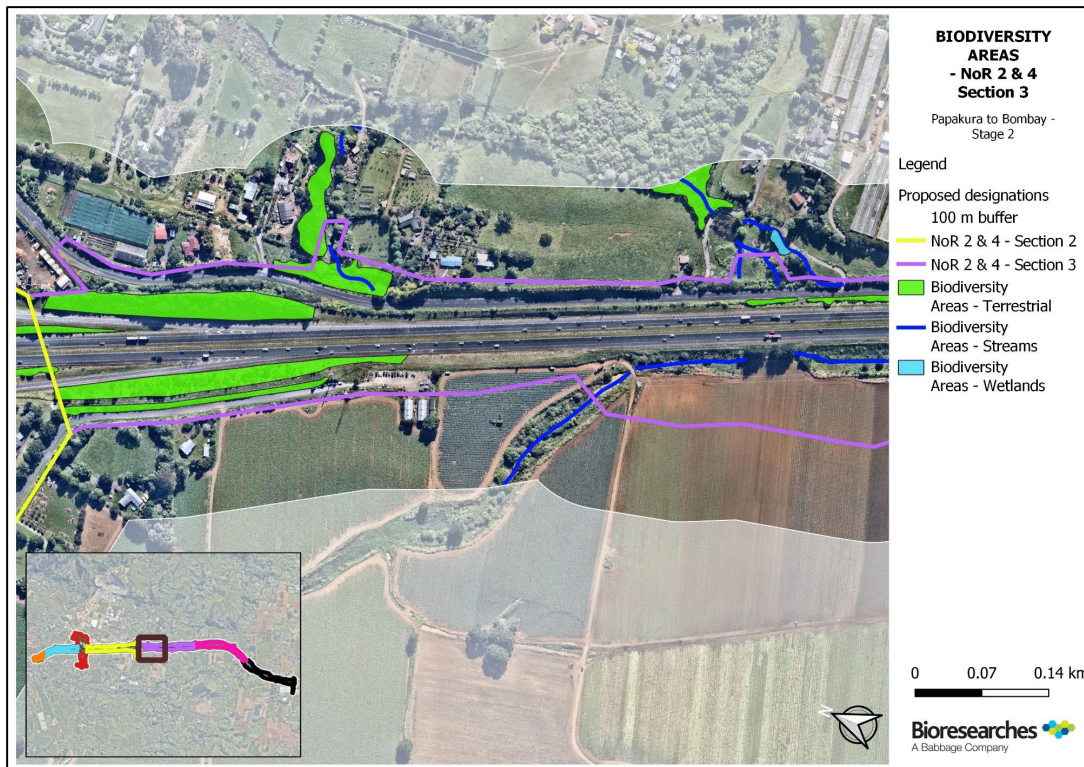 BIODIVERSITY
AREAS
- NoR 2 & 4
Section 3
Papakura to Bombay -
Stage 2
Legend
Proposed designations
100 m buffer
NoR 2 & 4 - Section 2
NoR 2 & 4 - Section 3
Biodiversity
Areas - Terrestrial
Biodiversity
Areas - Streams
Biodiversity
Areas - Wetlands
N
0 0.07 0.14 km
Bioresearches
A Babbage Company